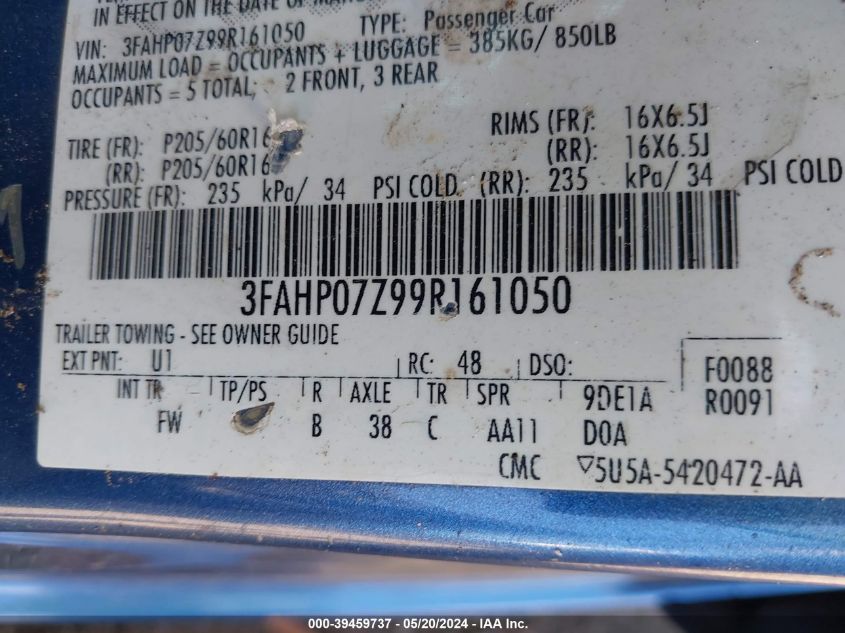 IN EFFECT ON THE DATE OF
VIN: 3FAHP07Z99R161050 TYPE: Passenger Car
MAXIMUM LOAD = OCCUPANTS + LUGGAGE = 385KG/ 850LB
OCCUPANTS = 5 TOTAL; 2 FRONT, 3 REAR
TIRE (FR): P205/60R16 RIMS (FR): 16X6.5J
(RR): P205/60R16 (RR): 16X6.5J
PRESSURE (FR): 235 kPa/ 34 PSI COLD (RR): 235 kPa/ 34 PSI COLD
3FAHP07Z99R161050
TRAILER TOWING - SEE OWNER GUIDE
EXT PNT: U1 RC: 48 DSO: F0088
INT TR TP/PS R AXLE TR SPR 9DE1A R0091
FW B 38 C AA11 D0A
CMC ▽5U5A-5420472-AA
000-39459737 - 05/20/2024 - IAA Inc.